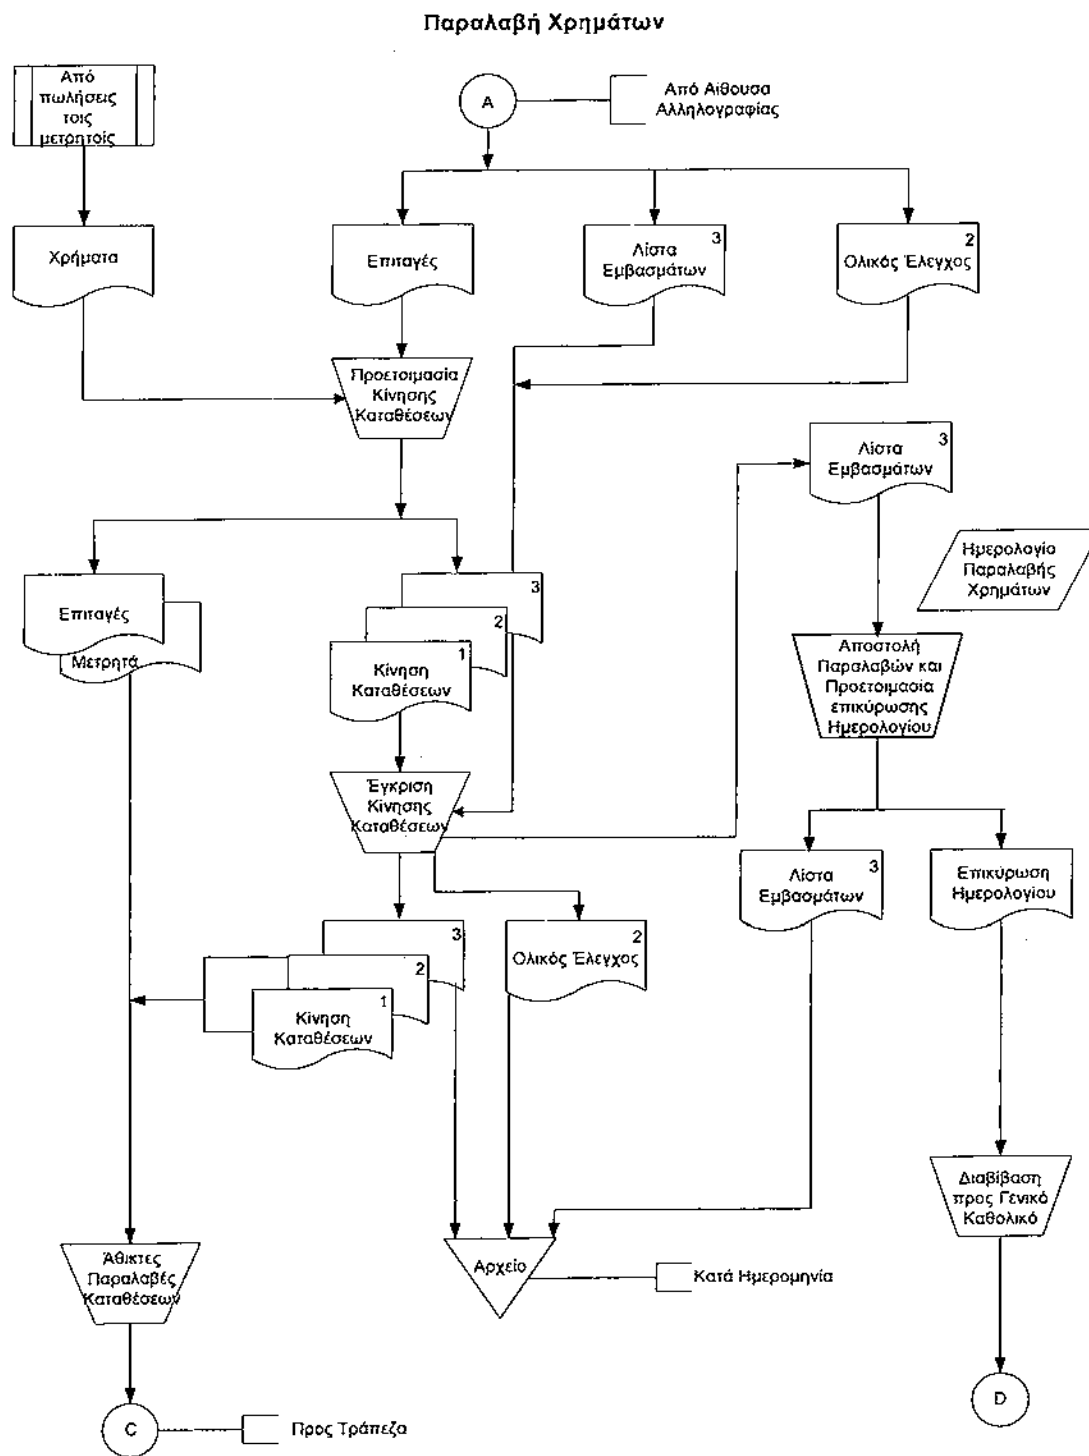 Παραλαβή Χρημάτων
Από
πωλήσεις
τοις
μετρητοίς
A
Από Αίθουσα
Αλληλογραφίας
Χρήματα
Επιταγές
3
Λίστα
Εμβασμάτων
2
Ολικός Έλεγχος
Προετοιμασία
Κίνησης
Καταθέσεων
3
Λίστα
Εμβασμάτων
Ημερολογίο
Παραλαβής
Χρημάτων
Επιταγές
Μετρητά
3
2
1
Κίνηση
Καταθέσεων
Αποστολή
Παραλαβών και
Προετοιμασία
επικύρωσης
Ημερολογίου
Έγκριση
Κίνησης
Καταθέσεων
3
Λίστα
Εμβασμάτων
Επικύρωση
Ημερολογίου
3
2
1
Κίνηση
Καταθέσεων
2
Ολικός Έλεγχος
Διαβίβαση
προς Γενικό
Καθολικό
Άθικτες
Παραλαβές
Καταθέσεων
Αρχείο
Κατά Ημερομηνία
C
Προς Τράπεζα
D